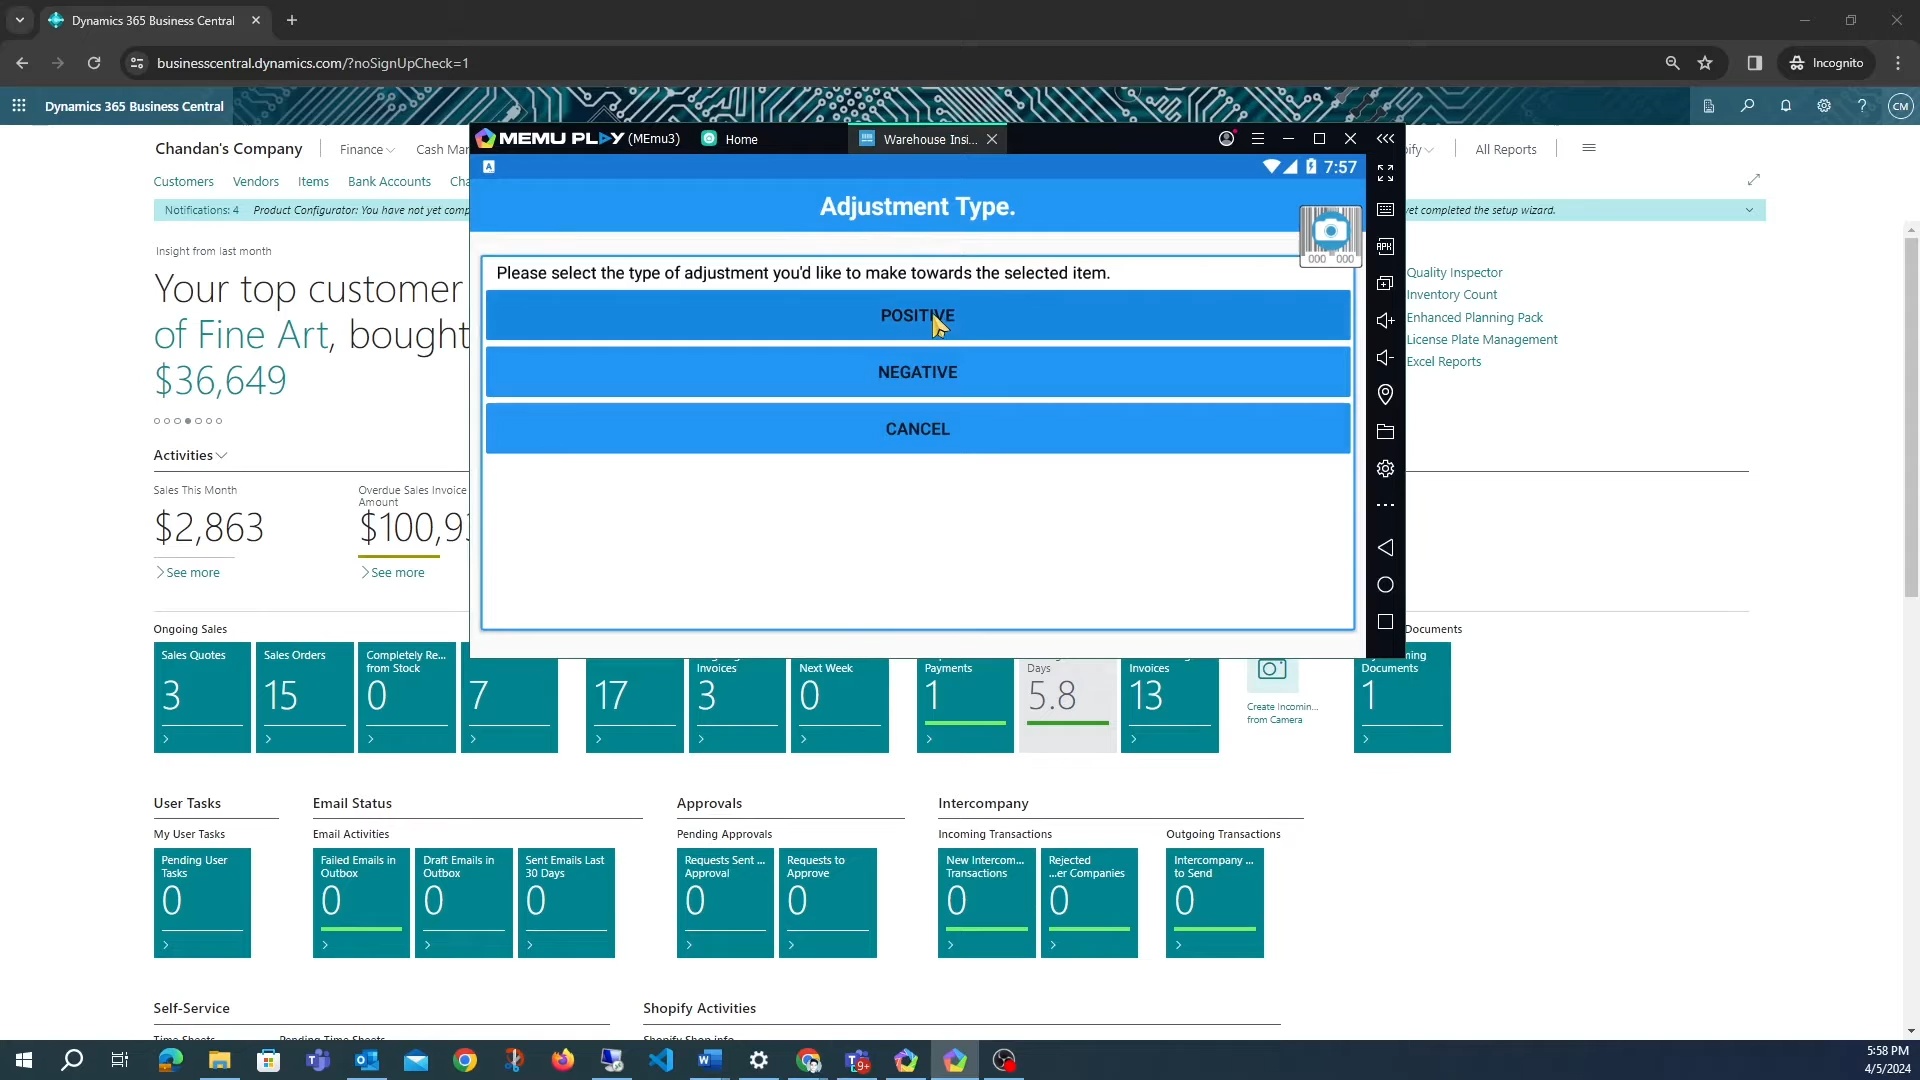 Dynamics 365 Business Central
businesscentral.dynamics.com/?noSignUpCheck=1
Incognito
Dynamics 365 Business Central
CM
Chandan's Company
Finance
Cash Mar
All Reports
Customers
Vendors
Items
Bank Accounts
Notifications: 4
Product Configurator: You have not yet comp
yet completed the setup wizard.
MEMU PLAY (MEmu3)
Home
Warehouse Insi...
7:57
Adjustment Type.
000 000
APK
Please select the type of adjustment you'd like to make towards the selected item.
POSITIVE
NEGATIVE
CANCEL
Insight from last month
Your top customer
of Fine Art, bought
$36,649
Quality Inspector
Inventory Count
Enhanced Planning Pack
License Plate Management
Excel Reports
Activities
Sales This Month
$2,863
See more
Overdue Sales Invoice
Amount
See more
Ongoing Sales
Documents
Sales Quotes
3
Sales Orders
15
Completely Re...
from Stock
0
7
17
Invoices
3
Next Week
0
Payments
1
Days
5.8
Invoices
13
Create Incomin...
from Camera
Documents
1
User Tasks
Email Status
Approvals
Intercompany
My User Tasks
Email Activities
Pending Approvals
Incoming Transactions
Outgoing Transactions
Pending User
Tasks
0
Failed Emails in
Outbox
0
Draft Emails in
Outbox
0
Sent Emails Last
30 Days
0
Requests Sent ...
Approval
0
Requests to
Approve
0
New Intercom...
Transactions
0
Rejected
...er Companies
0
Intercompany ...
to Send
0
Self-Service
Shopify Activities
5:58 PM
4/5/2024
9+